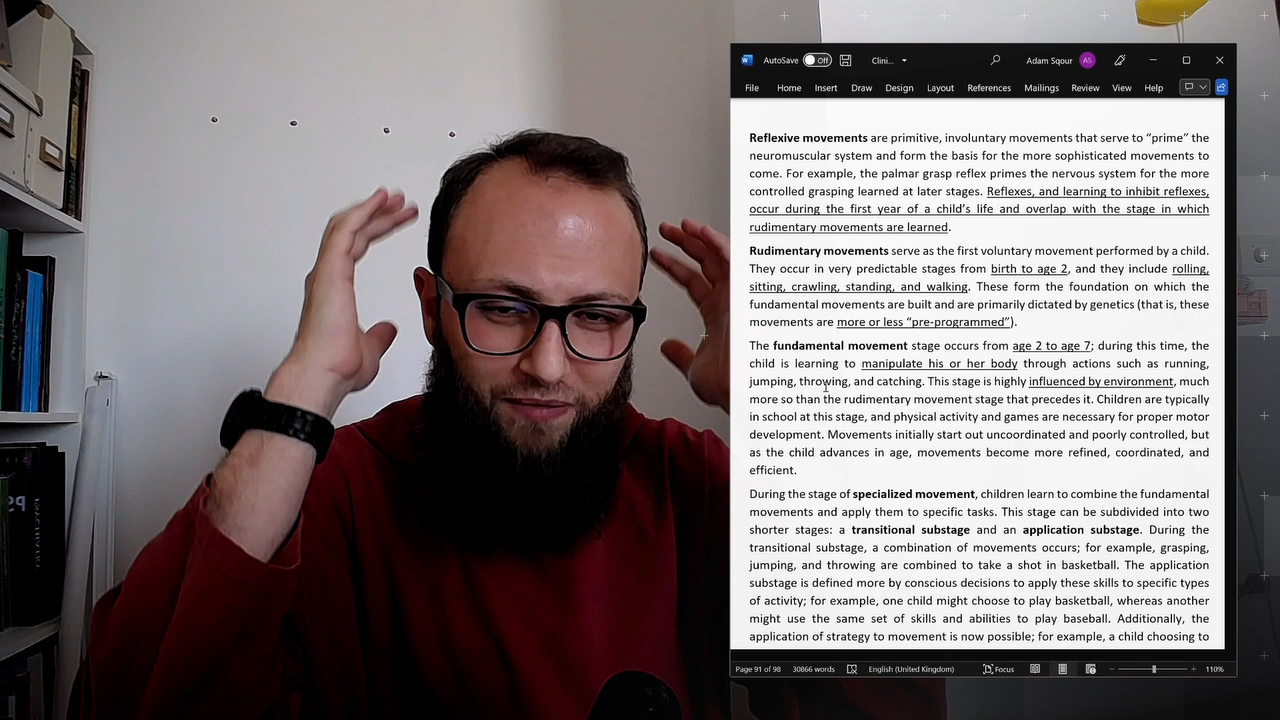 AutoSave Off Clini... Adam Sqour AS
File Home Insert Draw Design Layout References Mailings Review View Help
Reflexive movements are primitive, involuntary movements that serve to “prime” the
neuromuscular system and form the basis for the more sophisticated movements to
come. For example, the palmar grasp reflex primes the nervous system for the more
controlled grasping learned at later stages. Reflexes, and learning to inhibit reflexes,
occur during the first year of a child’s life and overlap with the stage in which
rudimentary movements are learned.
Rudimentary movements serve as the first voluntary movement performed by a child.
They occur in very predictable stages from birth to age 2, and they include rolling,
sitting, crawling, standing, and walking. These form the foundation on which the
fundamental movements are built and are primarily dictated by genetics (that is, these
movements are more or less “pre-programmed”).
The fundamental movement stage occurs from age 2 to age 7; during this time, the
child is learning to manipulate his or her body through actions such as running,
jumping, throwing, and catching. This stage is highly influenced by environment, much
more so than the rudimentary movement stage that precedes it. Children are typically
in school at this stage, and physical activity and games are necessary for proper motor
development. Movements initially start out uncoordinated and poorly controlled, but
as the child advances in age, movements become more refined, coordinated, and
efficient.
During the stage of specialized movement, children learn to combine the fundamental
movements and apply them to specific tasks. This stage can be subdivided into two
shorter stages: a transitional substage and an application substage. During the
transitional substage, a combination of movements occurs; for example, grasping,
jumping, and throwing are combined to take a shot in basketball. The application
substage is defined more by conscious decisions to apply these skills to specific types
of activity; for example, one child might choose to play basketball, whereas another
might use the same set of skills and abilities to play baseball. Additionally, the
application of strategy to movement is now possible; for example, a child choosing to
Page 91 of 98 30866 words English (United Kingdom) Focus 110%